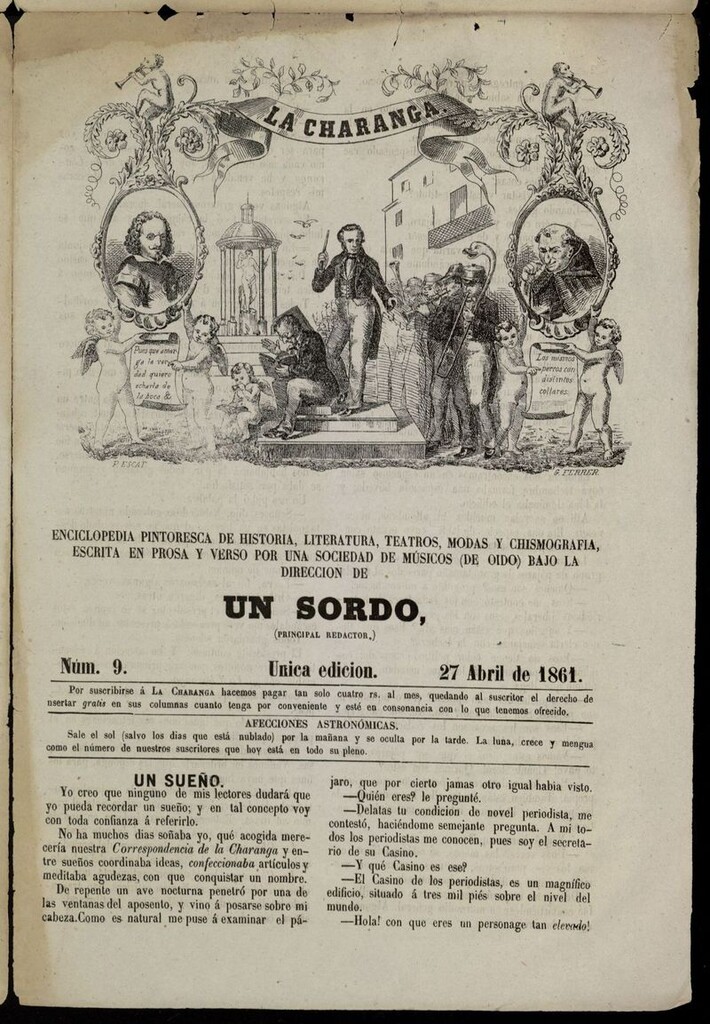 LA CHARANGA.
Pues que amar
ga la ver
dad quiero
echarla de
la boca &
Los mismos
perros con
distintos
collares.
F. ESCAT.
G. FERRER.
ENCICLOPEDIA PINTORESCA DE HISTORIA, LITERATURA, TEATROS, MODAS Y CHISMOGRAFIA,
ESCRITA EN PROSA Y VERSO POR UNA SOCIEDAD DE MÚSICOS (DE OIDO) BAJO LA
DIRECCION DE
UN SORDO,
(PRINCIPAL REDACTOR.)
Núm. 9. Unica edicion. 27 Abril de 1861.
Por suscribirse á LA CHARANGA hacemos pagar tan solo cuatro rs. al mes, quedando al suscritor el derecho de
nsertar gratis en sus columnas cuanto tenga por conveniente y esté en consonancia con lo que tenemos ofrecido.
AFECCIONES ASTRONÓMICAS.
Sale el sol (salvo los dias que está nublado) por la mañana y se oculta por la tarde. La luna, crece y mengua
como el número de nuestros suscritores que hoy está en todo su pleno.
UN SUEÑO.
Yo creo que ninguno de mis lectores dudará que
yo pueda recordar un sueño; y en tal concepto voy
con toda confianza á referirlo.
No ha muchos dias soñaba yo, qué acogida mere-
cería nuestra Correspondencia de la Charanga y en-
tre sueños coordinaba ideas, confeccionaba artículos y
meditaba agudezas, con que conquistar un nombre.
De repente un ave nocturna penetró por una de
las ventanas del aposento, y vino á posarse sobre mi
cabeza.Como es natural me puse á examinar el pá-
jaro, que por cierto jamas otro igual habia visto.
—Quién eres? le pregunté.
—Delatas tu condicion de novel periodista, me
contestó, haciéndome semejante pregunta. A mí to-
dos los periodistas me conocen, pues soy el secreta-
rio de su Casino.
—Y qué Casino es ese?
—El Casino de los periodistas, es un magnífico
edificio, situado á tres mil piés sobre el nivel del
mundo.
—Hola! con que eres un personage tan elevado!